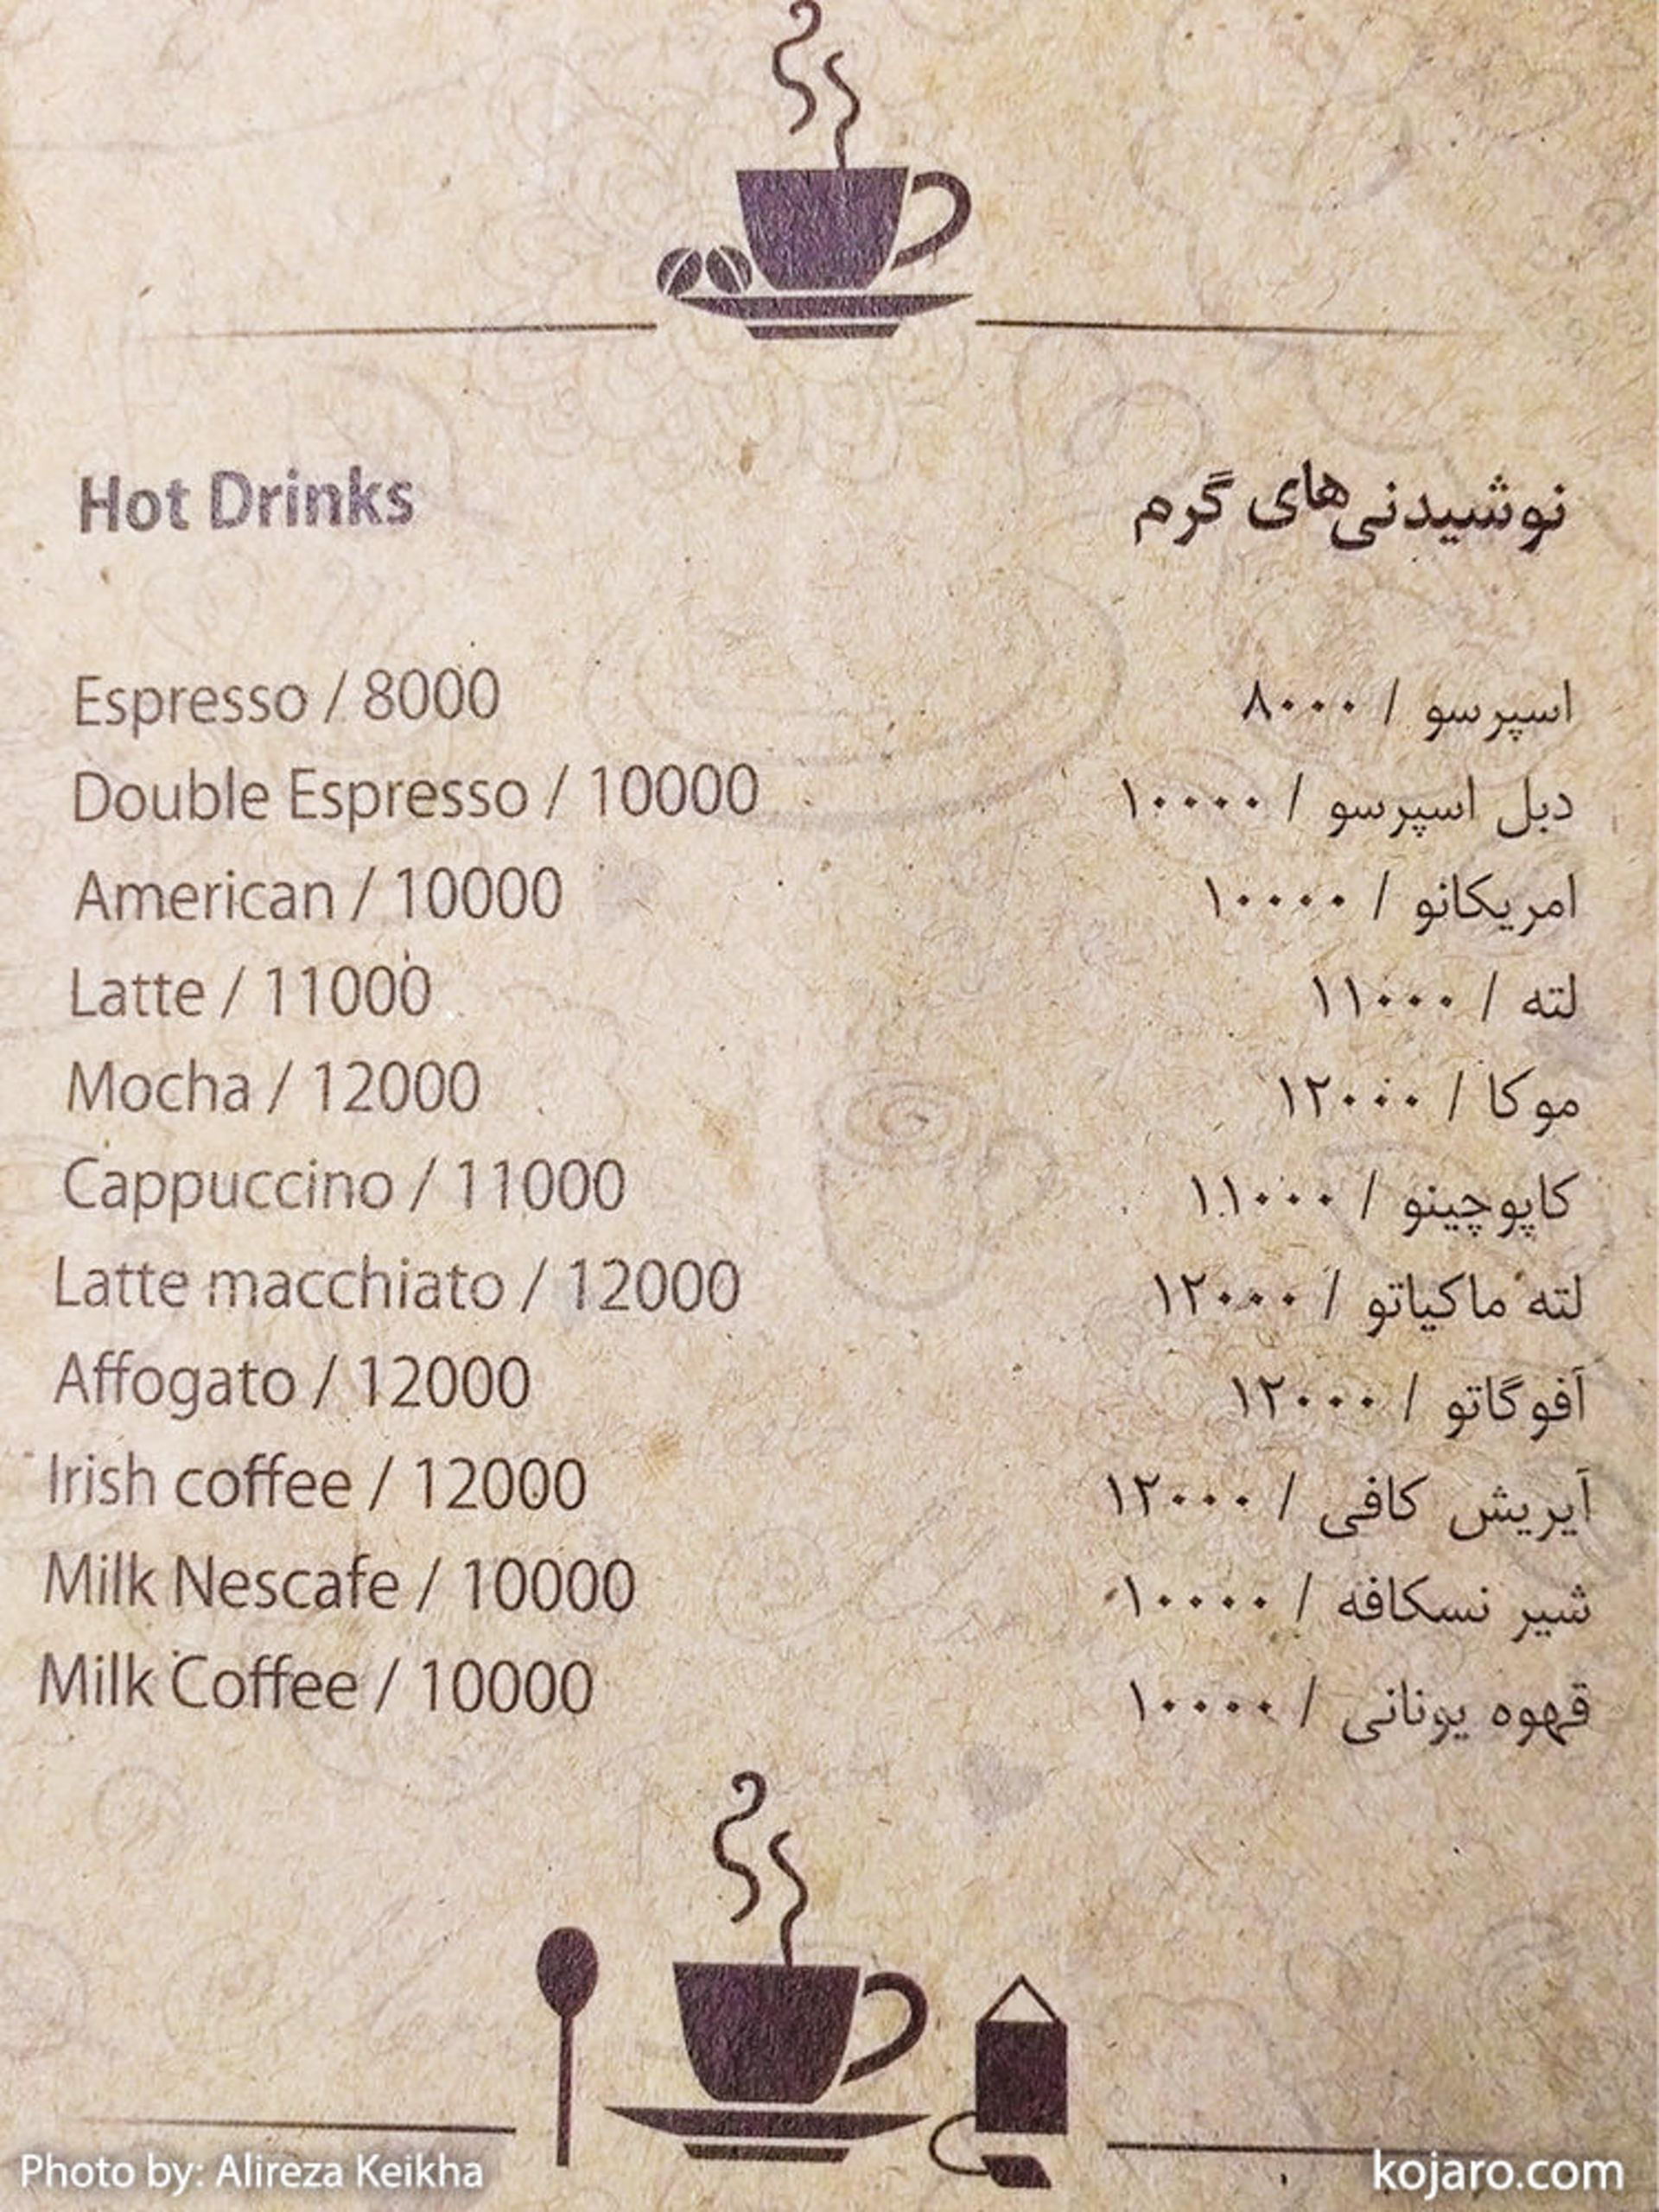 Hot Drinks
نوشیدنی‌های گرم
Espresso / 8000
اسپرسو / ۸۰۰۰
Double Espresso / 10000
دبل اسپرسو / ۱۰۰۰۰
American / 10000
امریکانو / ۱۰۰۰۰
Latte / 11000
لته / ۱۱۰۰۰
Mocha / 12000
موکا / ۱۲۰۰۰
Cappuccino / 11000
کاپوچینو / ۱۱۰۰۰
Latte macchiato / 12000
لته ماکیاتو / ۱۲۰۰۰
Affogato / 12000
آفوگاتو / ۱۲۰۰۰
Irish coffee / 12000
آیریش کافی / ۱۲۰۰۰
Milk Nescafe / 10000
شیر نسکافه / ۱۰۰۰۰
Milk Coffee / 10000
قهوه یونانی / ۱۰۰۰۰
Photo by: Alireza Keikha
kojaro.com